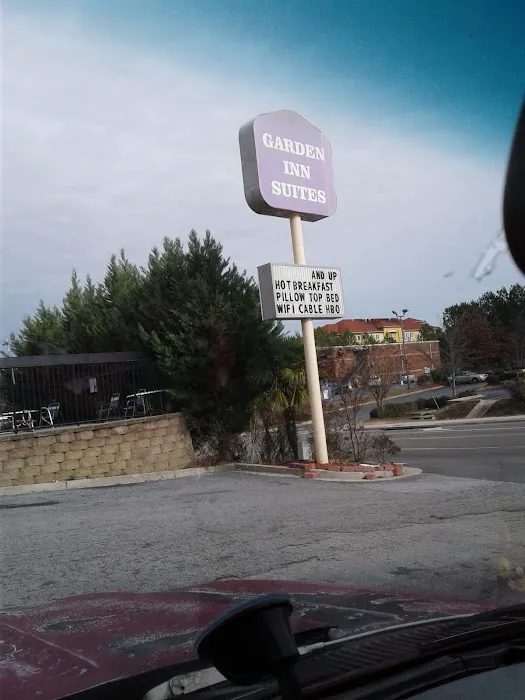 GARDEN
INN
SUITES
AND UP
HOT BREAKFAST
PILLOW TOP BED
WIFI CABLE HBO